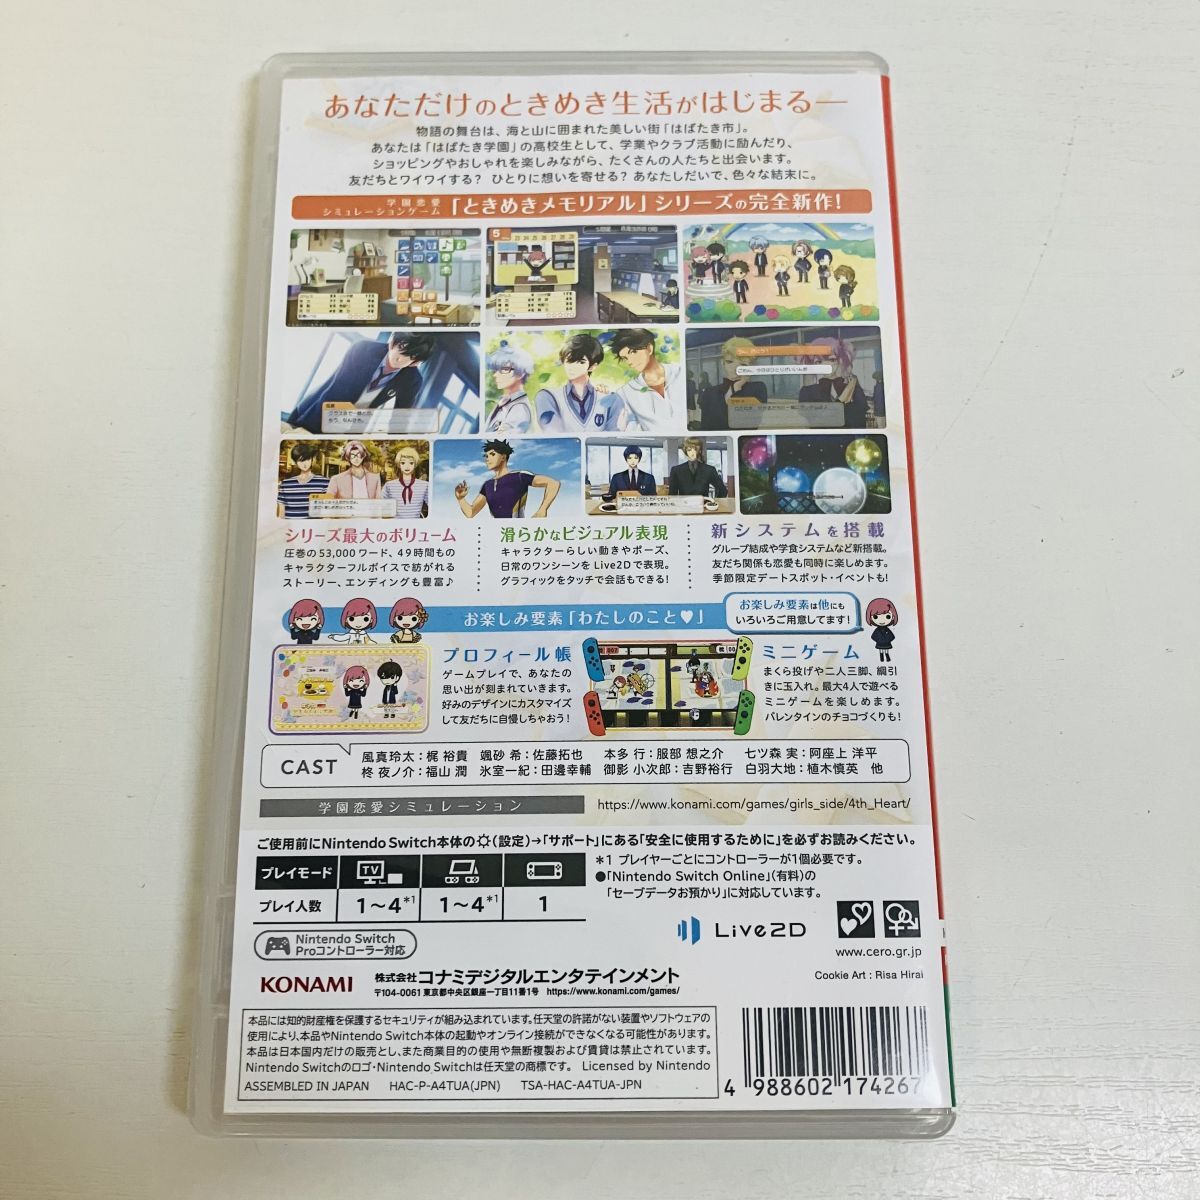 あなただけのときめき生活がはじまる—
物語の舞台は、海と山に囲まれた美しい街「はばたき市」。
あなたは「はばたき学園」の高校生として、学業やクラブ活動に励んだり、
ショッピングやおしゃれを楽しみながら、たくさんの人たちと出会います。
友だちとワイワイする? ひとりに想いを寄せる? あなたしだいで、色々な結末に。
学園恋愛
シミュレーションゲーム
「ときめきメモリアル」シリーズの完全新作!
シリーズ最大のボリューム
圧巻の53,000ワード、49時間もの
キャラクターフルボイスで紡がれる
ストーリー、エンディングも豊富♪
滑らかなビジュアル表現
キャラクターらしい動きやポーズ、
日常のワンシーンをLive2Dで表現。
グラフィックをタッチで会話もできる!
新システムを搭載
グループ結成や学食システムなど新搭載。
友だち関係も恋愛も同時に楽しめます。
季節限定デートスポット・イベントも!
お楽しみ要素「わたしのこと♥」
お楽しみ要素は他にも
いろいろご用意してます!
プロフィール帳
ゲームプレイで、あなたの
思い出が刻まれていきます。
好みのデザインにカスタマイズ
して友だちに自慢しちゃおう!
ミニゲーム
まくら投げや二人三脚、綱引
きに玉入れ。最大4人で遊べる
ミニゲームを楽しめます。
バレンタインのチョコづくりも!
CAST
風真玲太:梶 裕貴 颯砂 希:佐藤拓也 本多 行:服部 想之介 七ツ森 実:阿座上 洋平
柊 夜ノ介:福山 潤 氷室一紀:田邊幸輔 御影 小次郎:吉野裕行 白羽大地:植木慎英 他
学園恋愛シミュレーション
https://www.konami.com/games/girls_side/4th_Heart/
ご使用前にNintendo Switch本体の(設定)→「サポート」にある「安全に使用するために」を必ずお読みください。
プレイモード TV
プレイ人数 1〜4*1 1〜4*1 1
*1 プレイヤーごとにコントローラーが1個必要です。
●「Nintendo Switch Online」(有料)の
「セーブデータお預かり」に対応しています。
Nintendo Switch
Proコントローラー対応
Live2D
www.cero.gr.jp
KONAMI
株式会社コナミデジタルエンタテインメント
〒104-0061 東京都中央区銀座一丁目11番1号 https://www.konami.com/games/
Cookie Art : Risa Hirai
本品には知的財産権を保護するセキュリティが組み込まれています。任天堂の許諾がない装置やソフトウェアの
使用により、本品やNintendo Switch本体の起動やオンライン接続ができなくなる可能性があります。
本品は日本国内だけの販売とし、また商業目的の使用や無断複製および賃貸は禁止されています。
Nintendo Switchのロゴ・Nintendo Switchは任天堂の商標です。 Licensed by Nintendo
ASSEMBLED IN JAPAN HAC-P-A4TUA(JPN) TSA-HAC-A4TUA-JPN
4 988602 174267